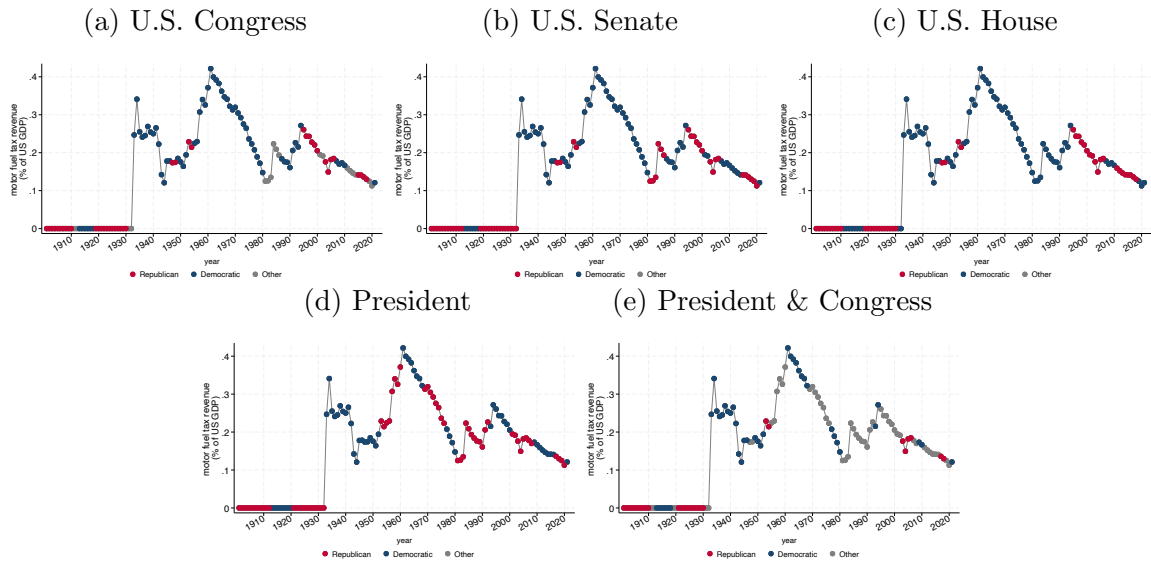 (a) U.S. Congress
motor fuel tax revenue
(% of US GDP)
.4
.3
.2
.1
0
1910 1920 1930 1940 1950 1960 1970 1980 1990 2000 2010 2020
year
Republican Democratic Other
(b) U.S. Senate
motor fuel tax revenue
(% of US GDP)
.4
.3
.2
.1
0
1910 1920 1930 1940 1950 1960 1970 1980 1990 2000 2010 2020
year
Republican Democratic Other
(c) U.S. House
motor fuel tax revenue
(% of US GDP)
.4
.3
.2
.1
0
1910 1920 1930 1940 1950 1960 1970 1980 1990 2000 2010 2020
year
Republican Democratic Other
(d) President
motor fuel tax revenue
(% of US GDP)
.4
.3
.2
.1
0
1910 1920 1930 1940 1950 1960 1970 1980 1990 2000 2010 2020
year
Republican Democratic Other
(e) President & Congress
motor fuel tax revenue
(% of US GDP)
.4
.3
.2
.1
0
1910 1920 1930 1940 1950 1960 1970 1980 1990 2000 2010 2020
year
Republican Democratic Other